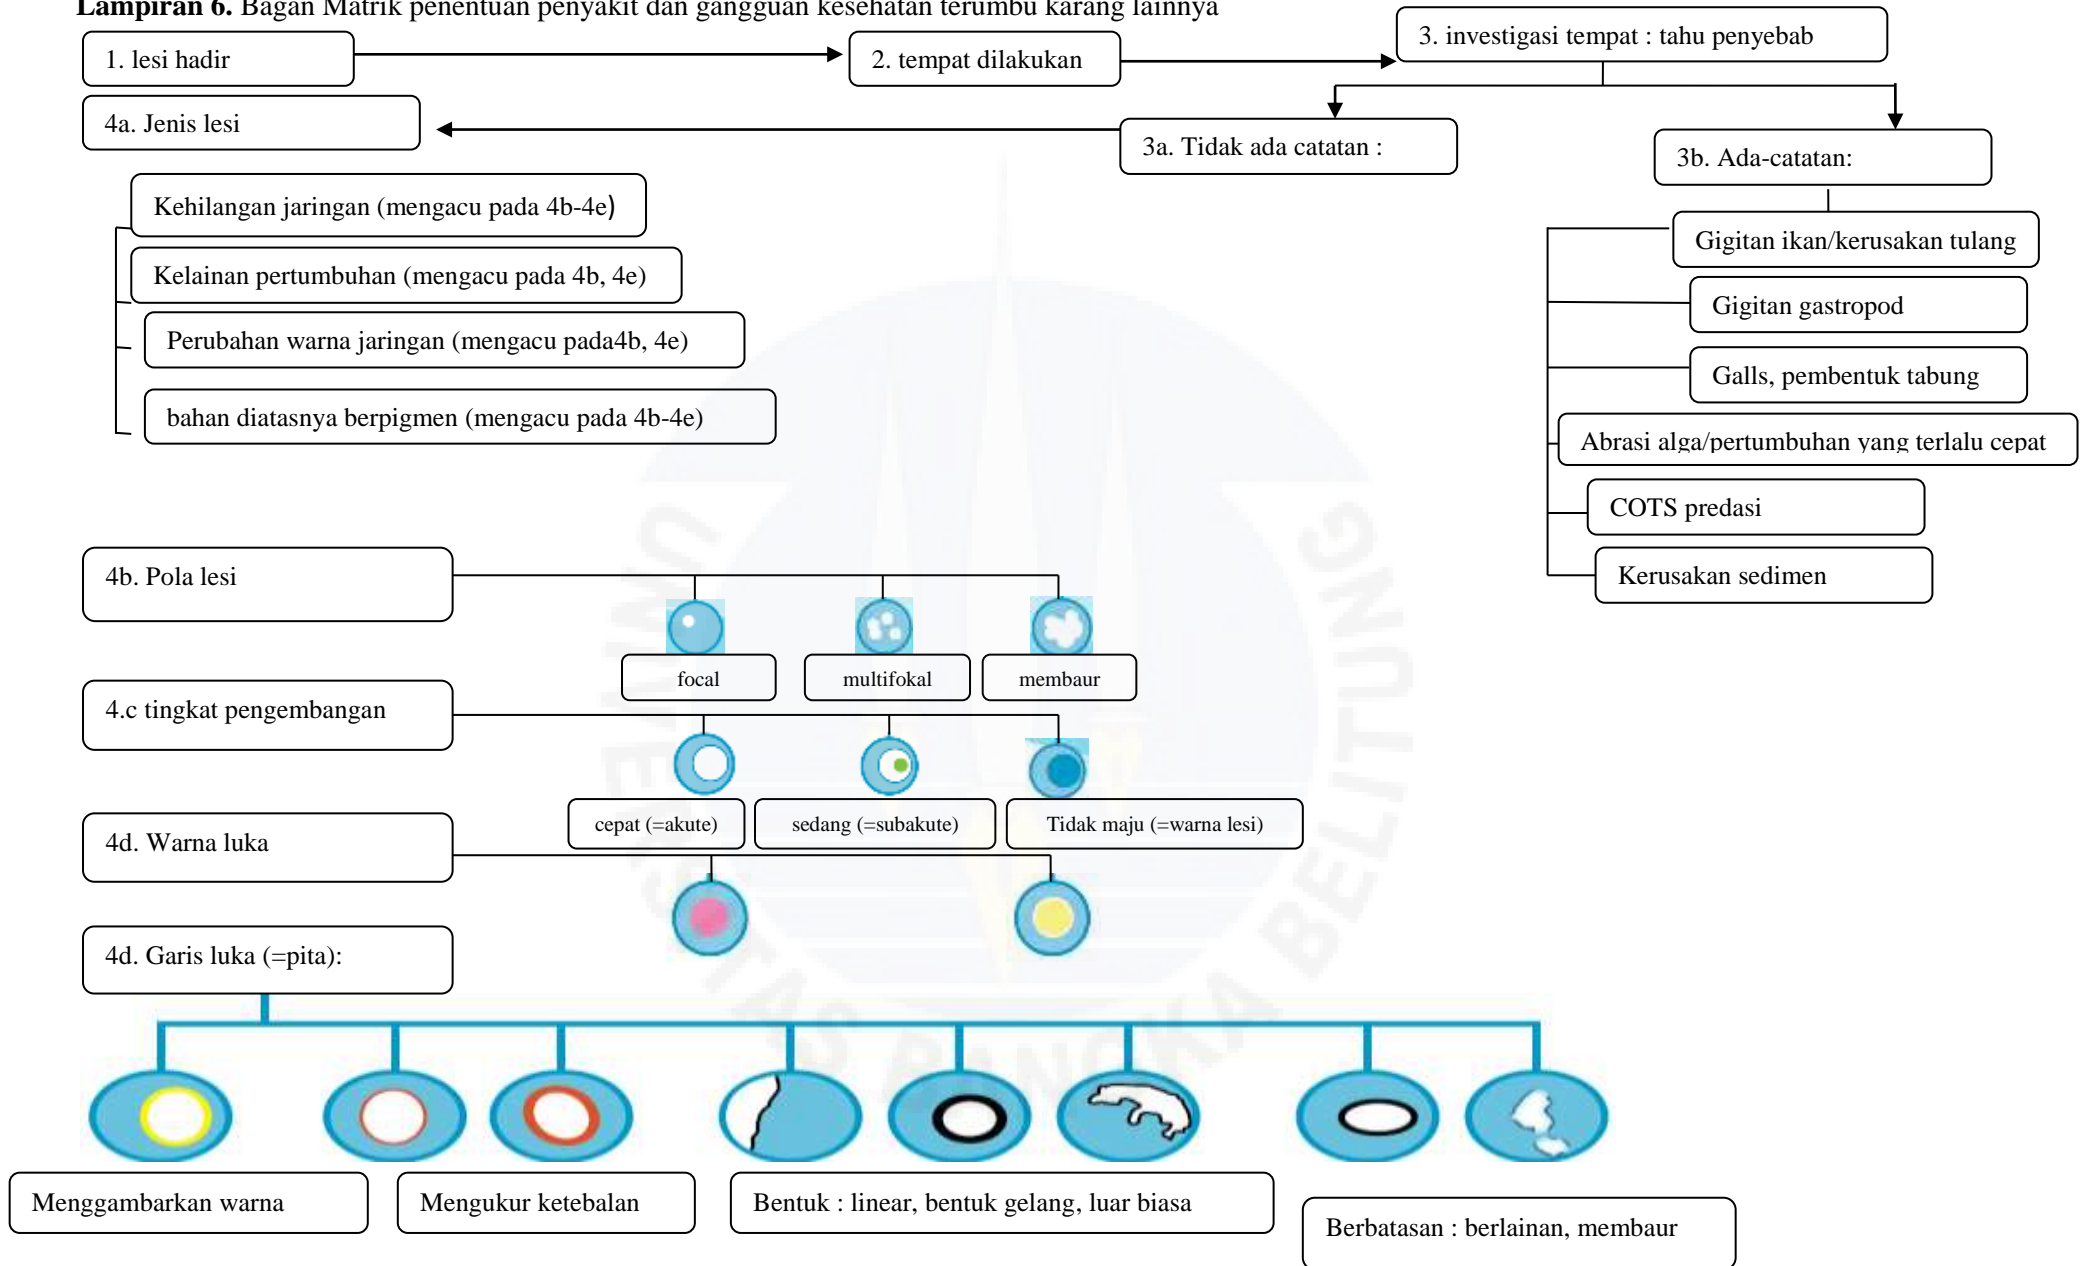 Lampiran 6. Bagan Matrik penentuan penyakit dan gangguan kesehatan terumbu karang lainnya
1. lesi hadir
2. tempat dilakukan
3. investigasi tempat : tahu penyebab
4a. Jenis lesi
3a. Tidak ada catatan :
3b. Ada-catatan:
Kehilangan jaringan (mengacu pada 4b-4e)
Kelainan pertumbuhan (mengacu pada 4b, 4e)
Perubahan warna jaringan (mengacu pada4b, 4e)
bahan diatasnya berpigmen (mengacu pada 4b-4e)
Gigitan ikan/kerusakan tulang
Gigitan gastropod
Galls, pembentuk tabung
Abrasi alga/pertumbuhan yang terlalu cepat
COTS predasi
Kerusakan sedimen
4b. Pola lesi
focal
multifokal
membaur
4.c tingkat pengembangan
cepat (=akute)
sedang (=subakute)
Tidak maju (=warna lesi)
4d. Warna luka
4d. Garis luka (=pita):
Menggambarkan warna
Mengukur ketebalan
Bentuk : linear, bentuk gelang, luar biasa
Berbatasan : berlainan, membaur
UNIVERSITAS BANGKA BELITUNG